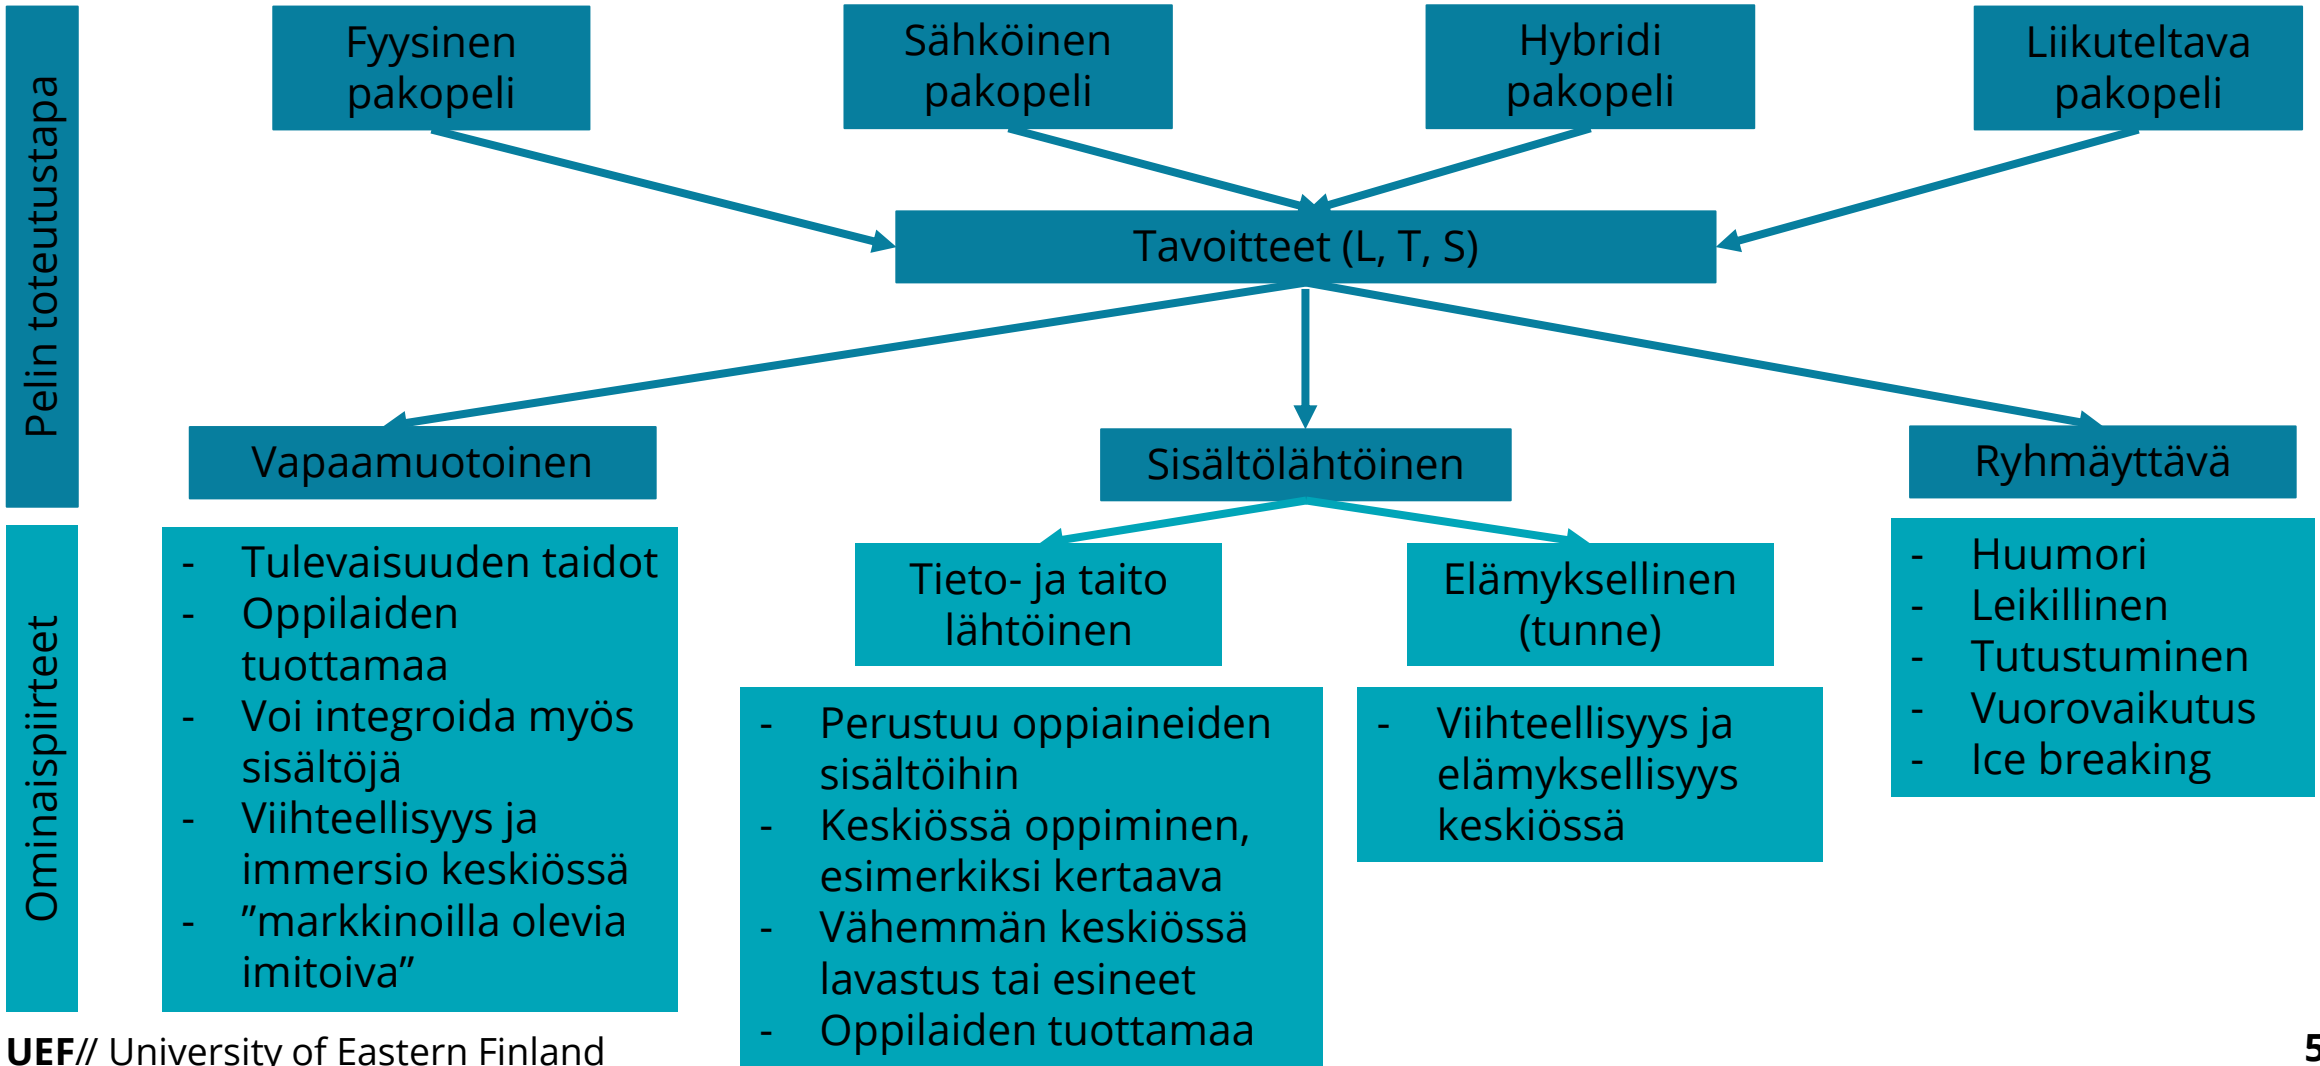 Pelin toteutustapa
Fyysinen
pakopeli
Sähköinen
pakopeli
Hybridi
pakopeli
Liikuteltava
pakopeli
Tavoitteet (L, T, S)
Vapaamuotoinen
Sisältölähtöinen
Ryhmäyttävä
Ominaispiirteet
- Tulevaisuuden taidot
- Oppilaiden
tuottamaa
- Voi integroida myös
sisältöjä
- Viihteellisyys ja
immersio keskiössä
- ”markkinoilla olevia
imitoiva”
Tieto- ja taito
lähtöinen
- Perustuu oppiaineiden
sisältöihin
- Keskiössä oppiminen,
esimerkiksi kertaava
- Vähemmän keskiössä
lavastus tai esineet
- Oppilaiden tuottamaa
Elämyksellinen
(tunne)
- Viihteellisyys ja
elämyksellisyys
keskiössä
- Huumori
- Leikillinen
- Tutustuminen
- Vuorovaikutus
- Ice breaking
UEF// University of Eastern Finland
5